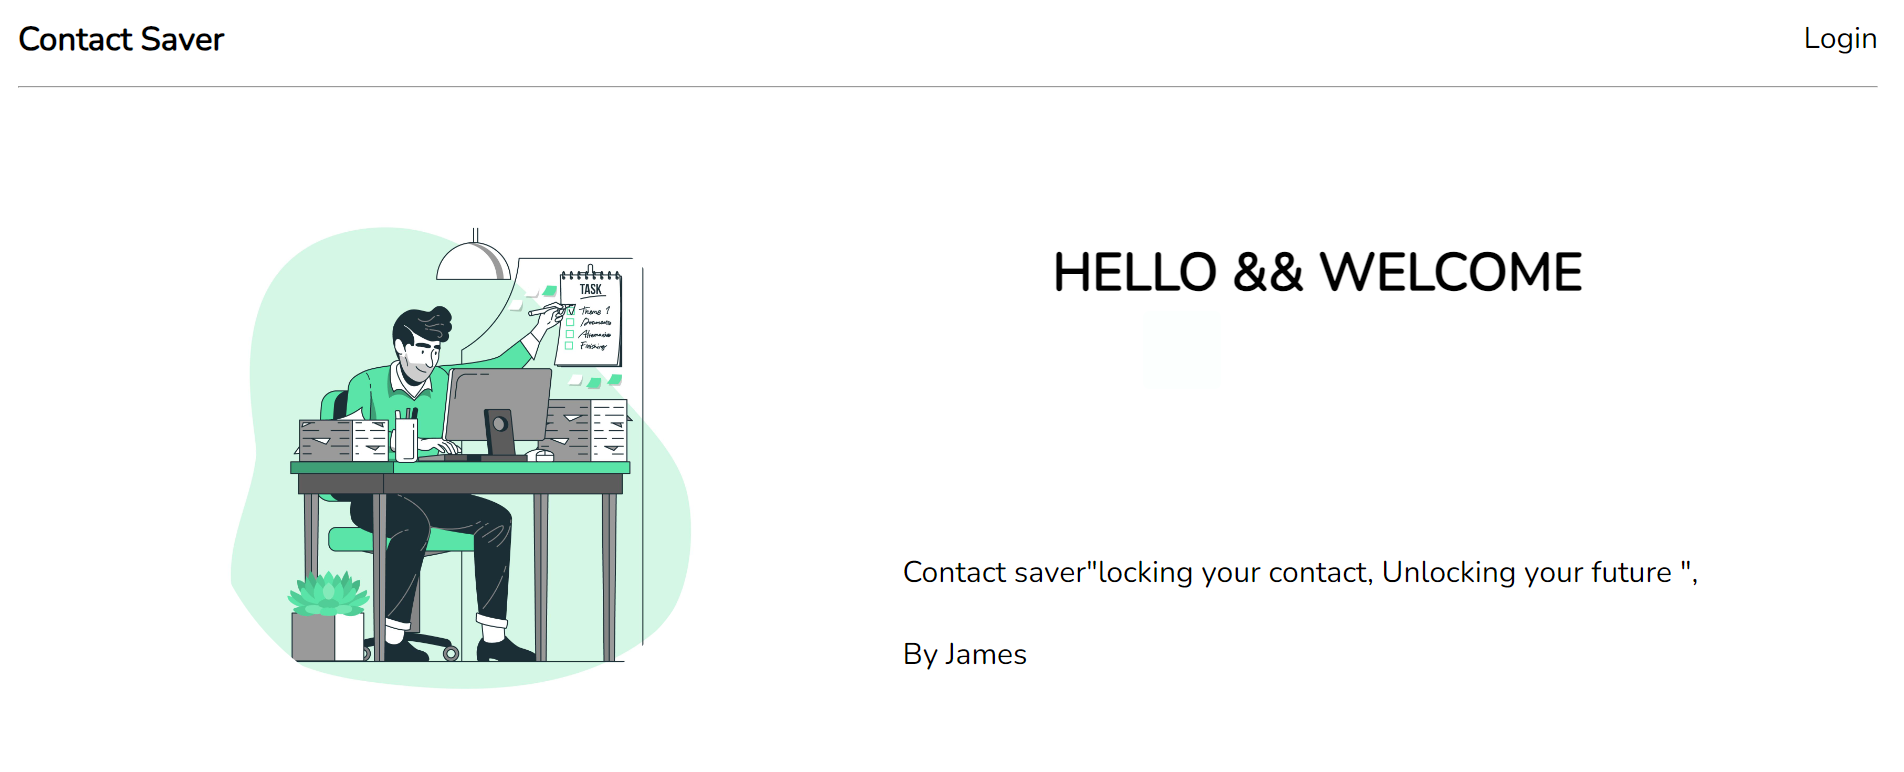 Contact Saver
Login
HELLO && WELCOME
TASK
Theme 1
Documents
Finishing
Contact saver"locking your contact, Unlocking your future ",
By James